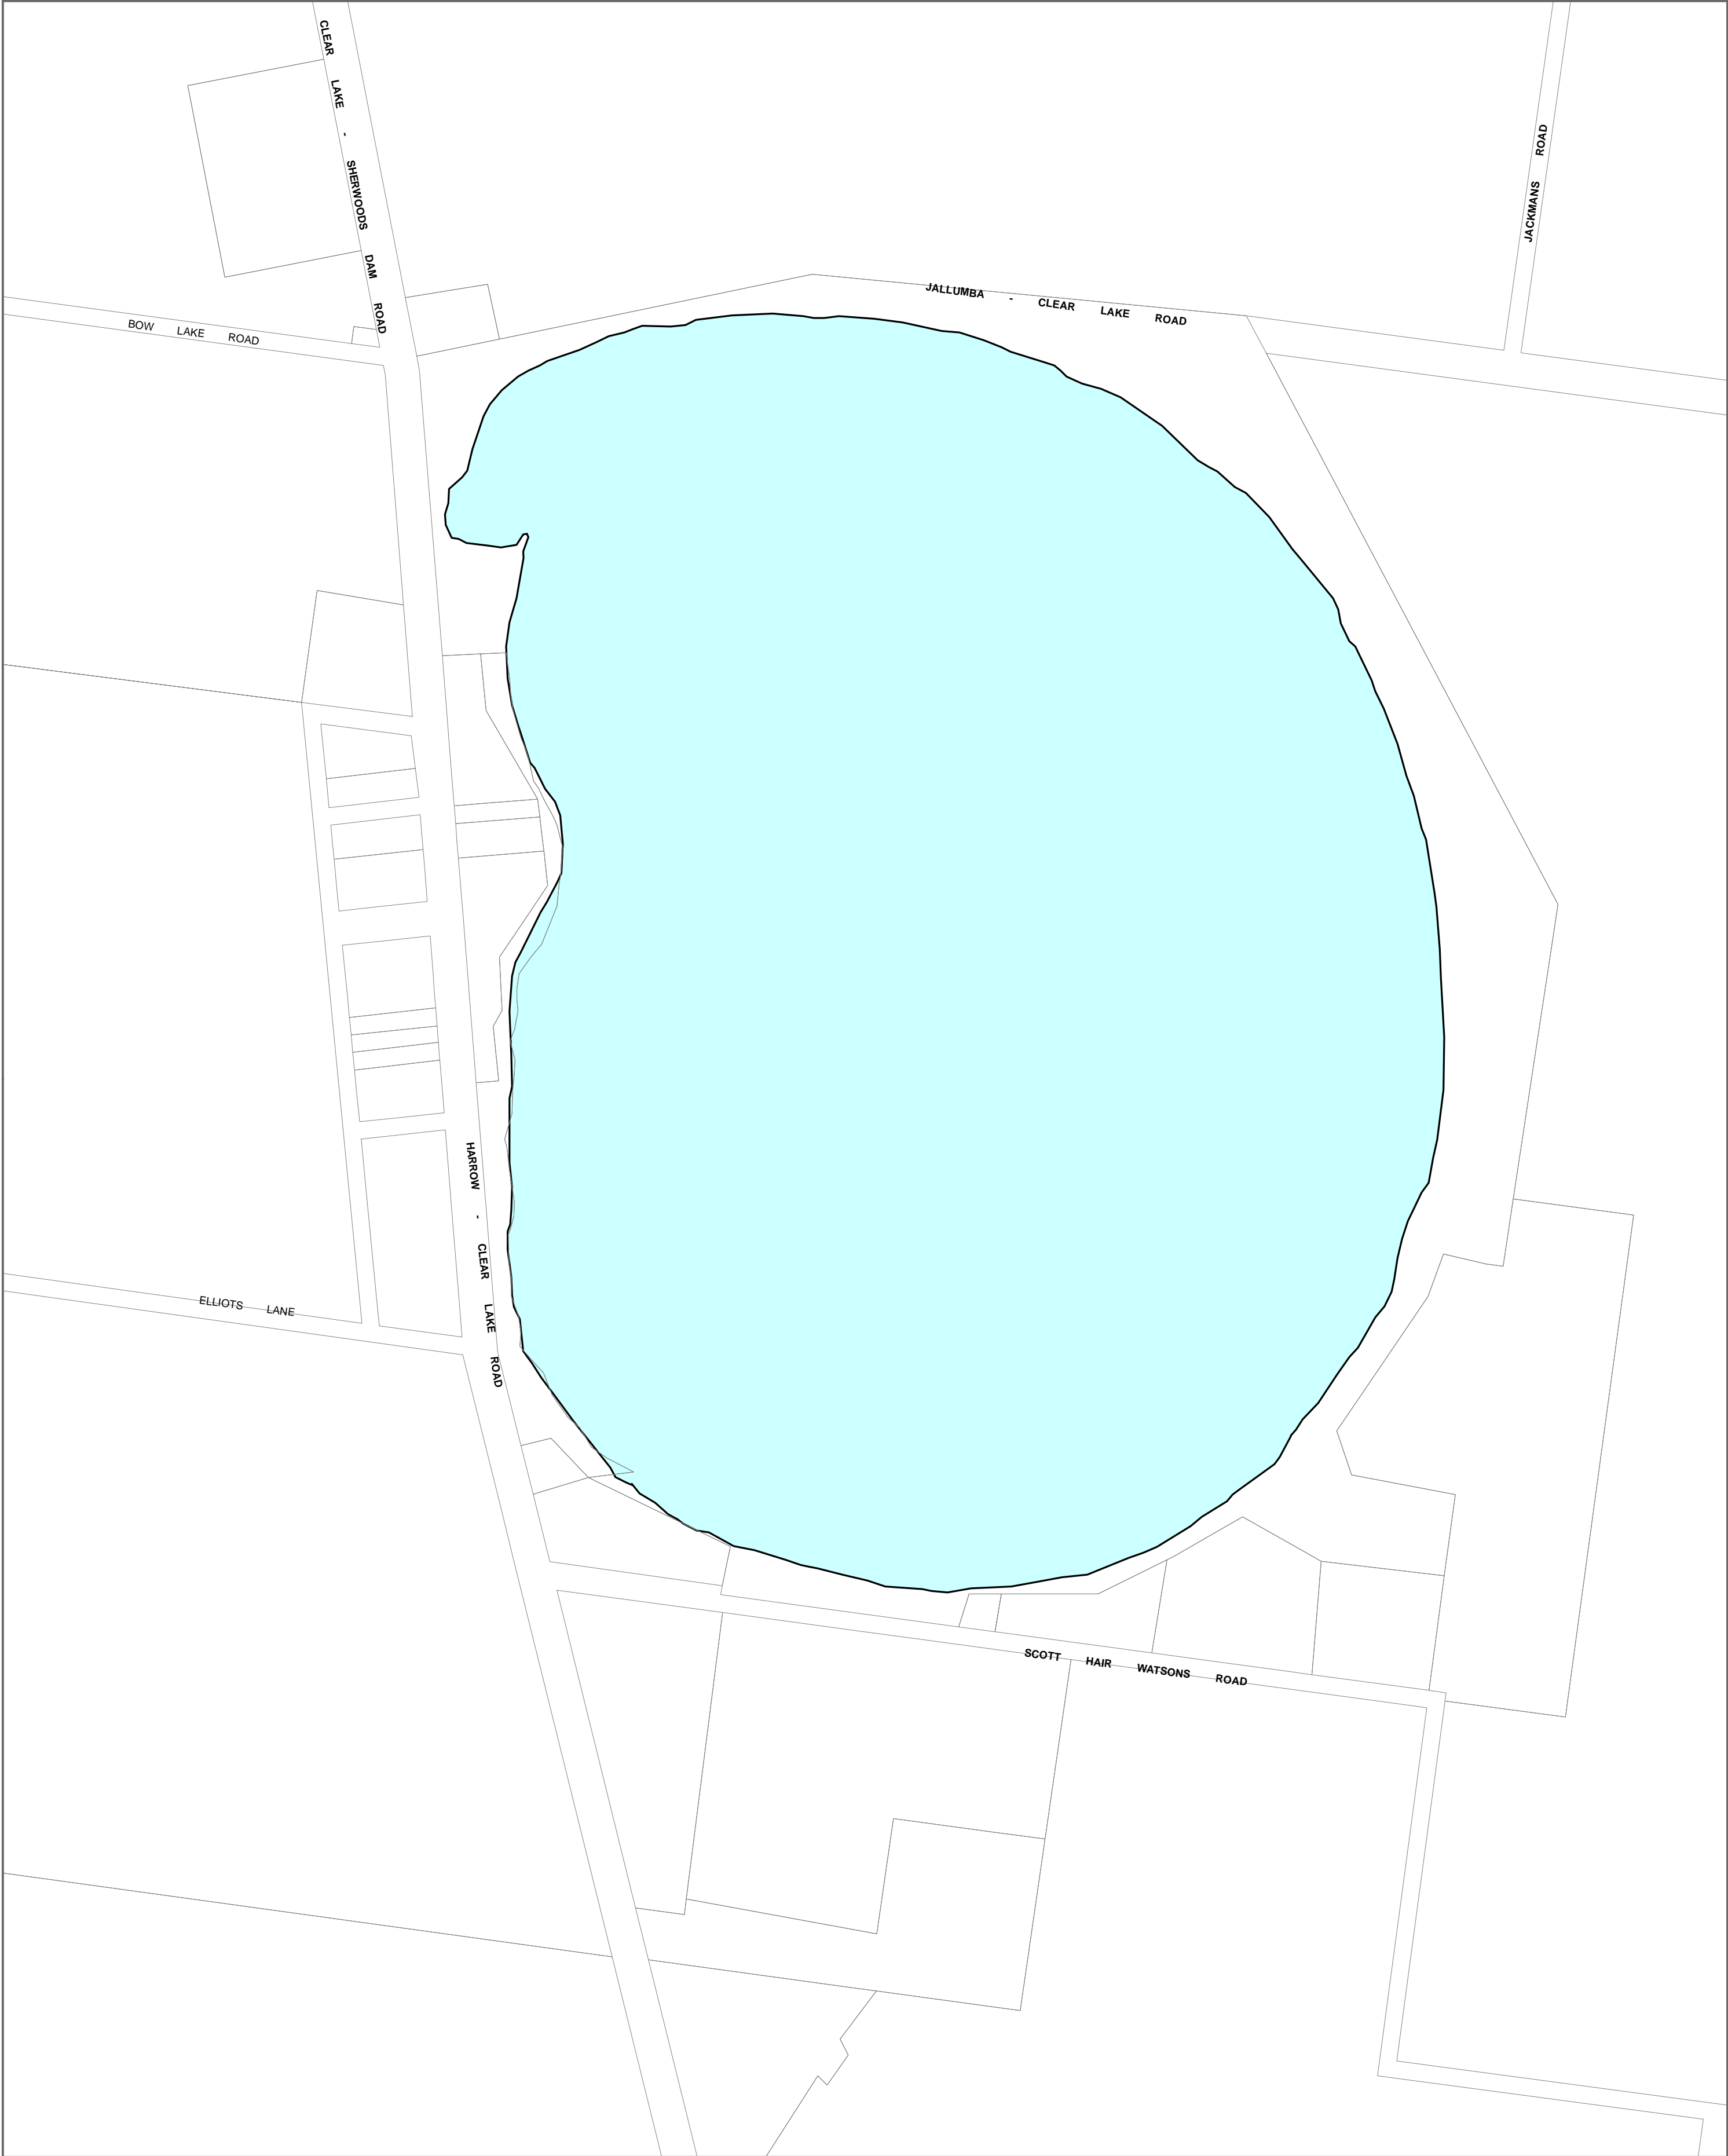 CLEAR LAKE - SHERWOODS DAM ROAD
JACKMANS ROAD
JALLUMBA - CLEAR LAKE ROAD
BOW LAKE ROAD
HARROW - CLEAR LAKE ROAD
ELLIOTS LANE
SCOTT HAIR WATSONS ROAD